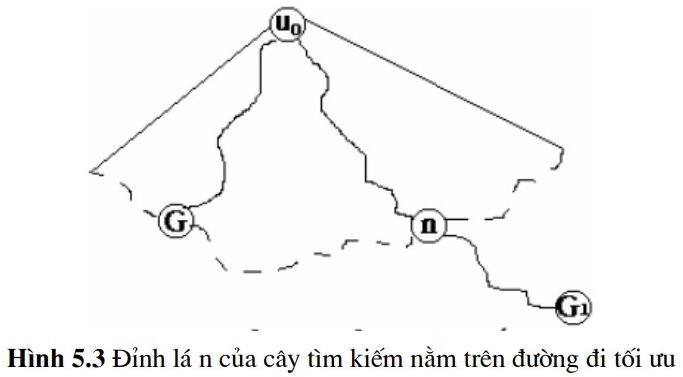 u₀
G
n
G₁
Hình 5.3 Đỉnh lá n của cây tìm kiếm nằm trên đường đi tối ưu